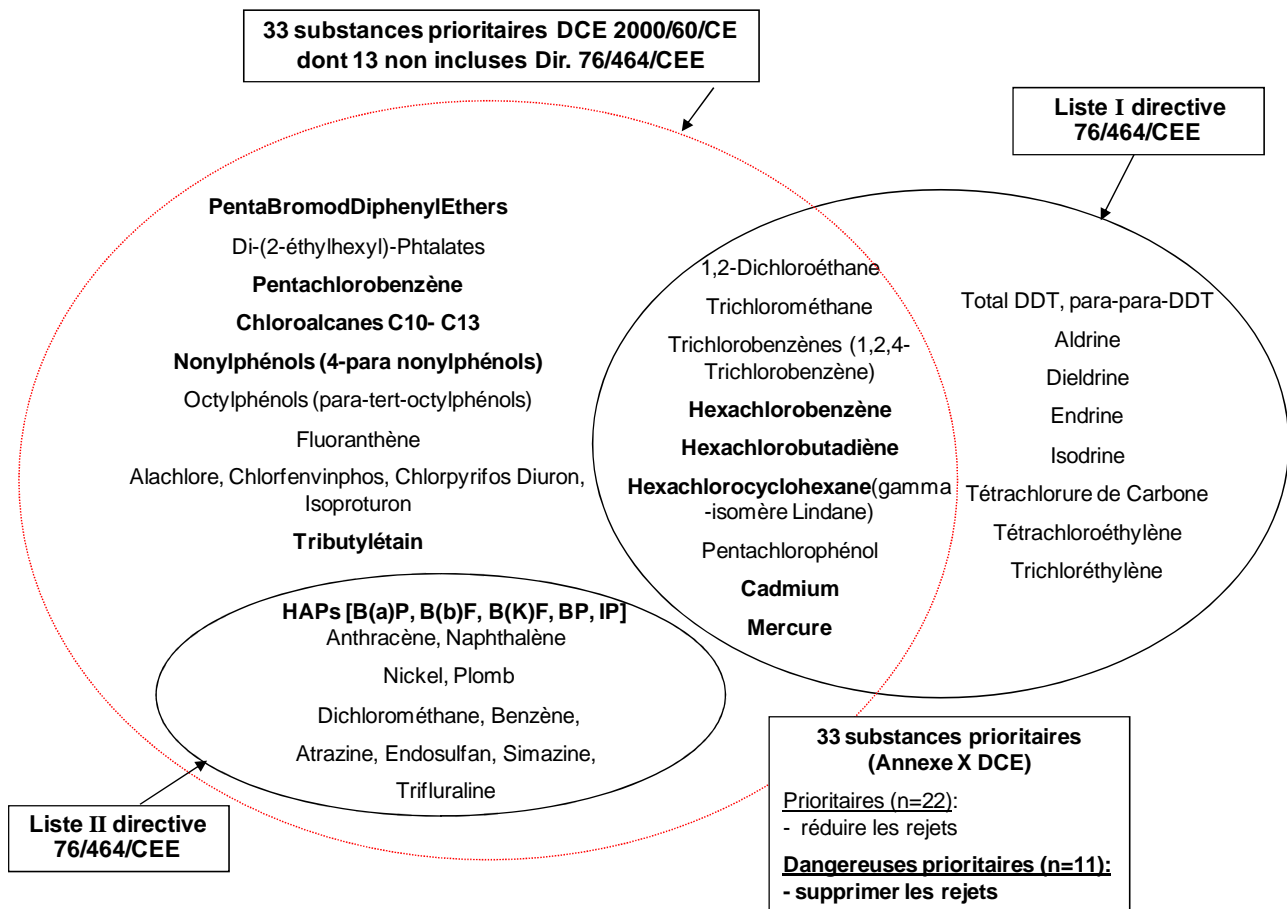 33 substances prioritaires DCE 2000/60/CE
dont 13 non incluses Dir. 76/464/CEE
Liste I directive
76/464/CEE
PentaBromodDiphenylEthers
Di-(2-éthylhexyl)-Phtalates
Pentachlorobenzène
Chloroalcanes C10- C13
Nonylphénols (4-para nonylphénols)
Octylphénols (para-tert-octylphénols)
Fluoranthène
Alachlore, Chlorfenvinphos, Chlorpyrifos Diuron,
Isoproturon
Tributylétain
1,2-Dichloroéthane
Trichlorométhane
Trichlorobenzènes (1,2,4-
Trichlorobenzène)
Hexachlorobenzène
Hexachlorobutadiène
Hexachlorocyclohexane(gamma
-isomère Lindane)
Pentachlorophénol
Cadmium
Mercure
Total DDT, para-para-DDT
Aldrine
Dieldrine
Endrine
Isodrine
Tétrachlorure de Carbone
Tétrachloroéthylène
Trichloréthylène
HAPs [B(a)P, B(b)F, B(K)F, BP, IP]
Anthracène, Naphthalène
Nickel, Plomb
Dichlorométhane, Benzène,
Atrazine, Endosulfan, Simazine,
Trifluraline
Liste II directive
76/464/CEE
33 substances prioritaires
(Annexe X DCE)
Prioritaires (n=22):
- réduire les rejets
Dangereuses prioritaires (n=11):
- supprimer les rejets